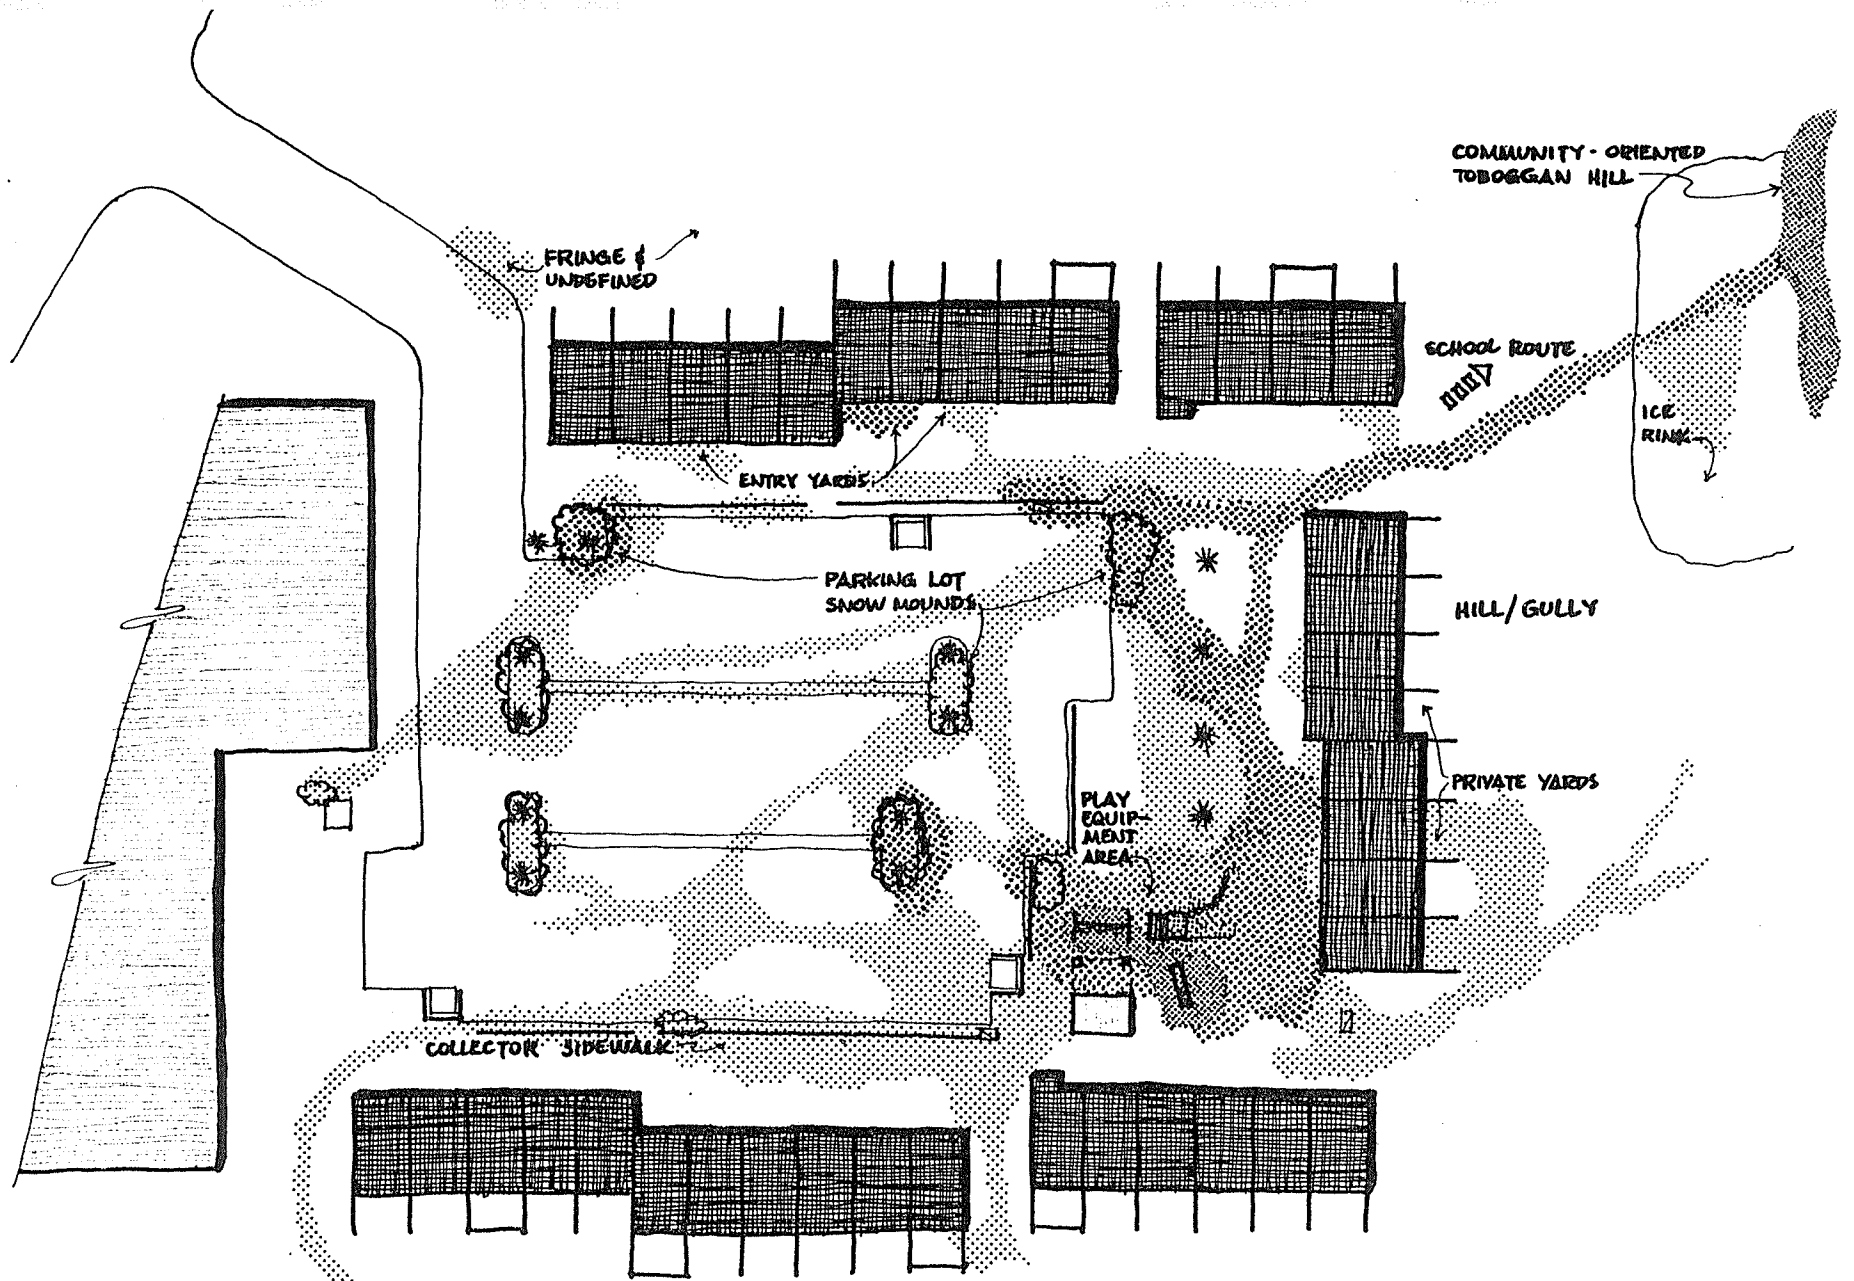 COMMUNITY-ORIENTED
TOBOGGAN HILL
FRINGE &
UNDEFINED
SCHOOL ROUTE
ICE
RINK
ENTRY YARDS
PARKING LOT
SNOW MOUNDS
HILL/GULLY
PRIVATE YARDS
PLAY
EQUIP-
MENT
AREA
COLLECTOR SIDEWALK